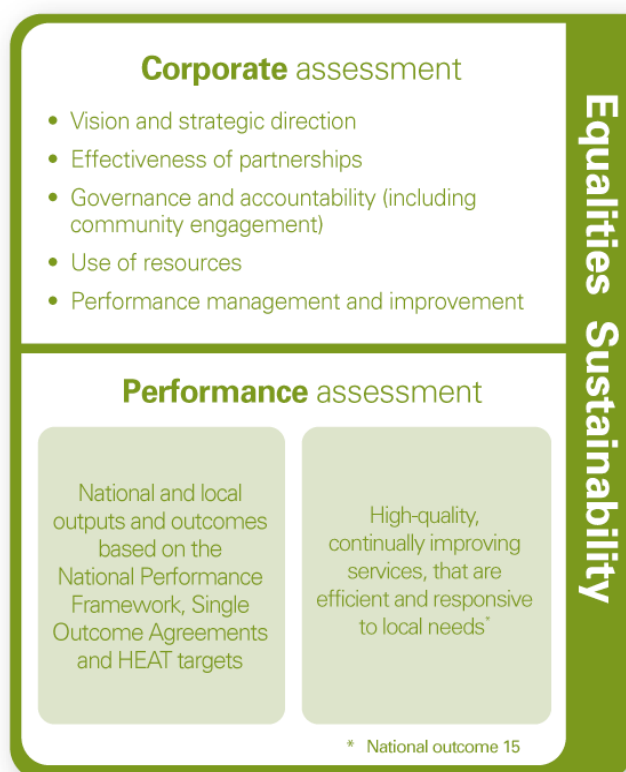 Corporate assessment
• Vision and strategic direction
• Effectiveness of partnerships
• Governance and accountability (including
community engagement)
• Use of resources
• Performance management and improvement
Performance assessment
National and local
outputs and outcomes
based on the
National Performance
Framework, Single
Outcome Agreements
and HEAT targets
High-quality,
continually improving
services, that are
efficient and responsive
to local needs*
* National outcome 15
Equalities Sustainability